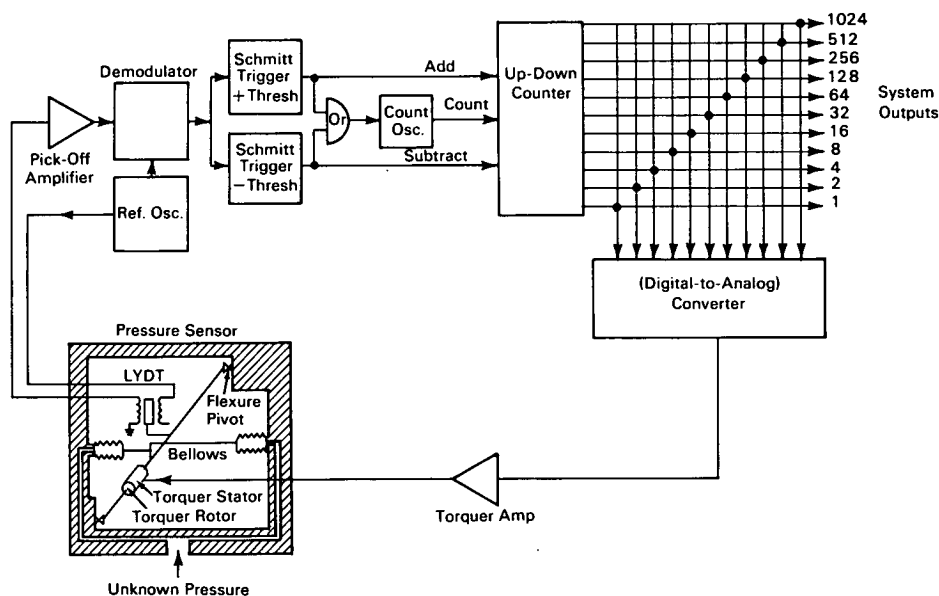 Demodulator
Pick-Off
Amplifier
Ref. Osc.
Schmitt
Trigger
+ Thresh
Schmitt
Trigger
– Thresh
Or
Count
Osc.
Add
Count
Subtract
Up-Down
Counter
1024
512
256
128
64
32
16
8
4
2
1
System
Outputs
(Digital-to-Analog)
Converter
Pressure Sensor
LYDT
Flexure
Pivot
Bellows
Torquer Stator
Torquer Rotor
Torquer Amp
Unknown Pressure